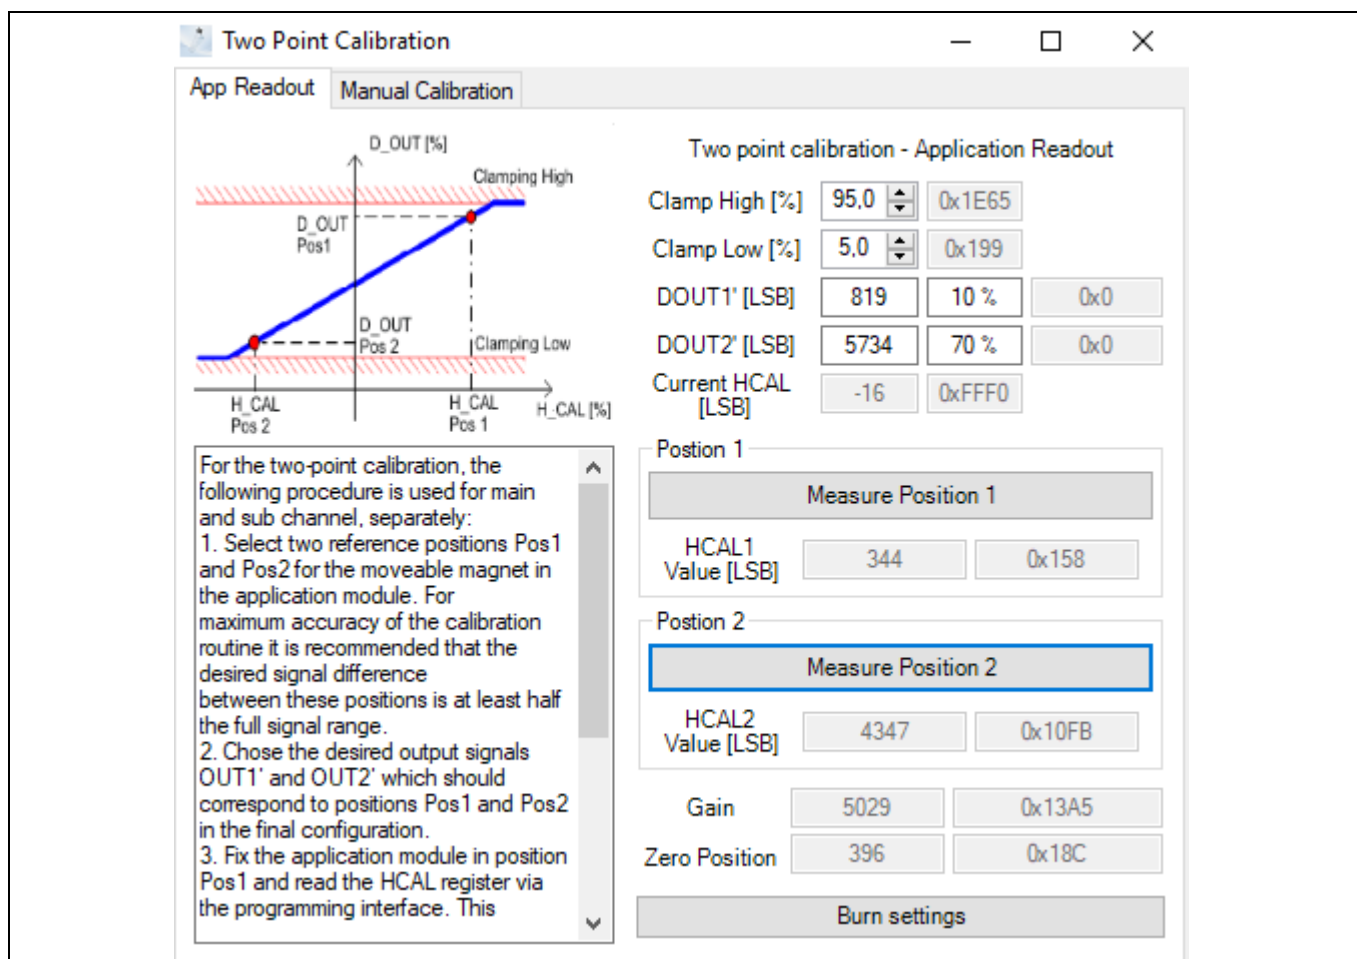 Two Point Calibration
App Readout
Manual Calibration
D_OUT [%]
Clamping High
D_OUT
Pos1
D_OUT
Pos 2
Clamping Low
H_CAL
Pos 2
H_CAL
Pos 1
H_CAL [%]
For the two-point calibration, the
following procedure is used for main
and sub channel, separately:
1. Select two reference positions Pos1
and Pos2 for the moveable magnet in
the application module. For
maximum accuracy of the calibration
routine it is recommended that the
desired signal difference
between these positions is at least half
the full signal range.
2. Chose the desired output signals
OUT1' and OUT2' which should
correspond to positions Pos1 and Pos2
in the final configuration.
3. Fix the application module in position
Pos1 and read the HCAL register via
the programming interface. This
Two point calibration - Application Readout
Clamp High [%] 95,0 0x1E65
Clamp Low [%] 5,0 0x199
DOUT1' [LSB] 819 10 % 0x0
DOUT2' [LSB] 5734 70 % 0x0
Current HCAL
[LSB] -16 0xFFF0
Postion 1
Measure Position 1
HCAL1
Value [LSB] 344 0x158
Postion 2
Measure Position 2
HCAL2
Value [LSB] 4347 0x10FB
Gain 5029 0x13A5
Zero Position 396 0x18C
Burn settings